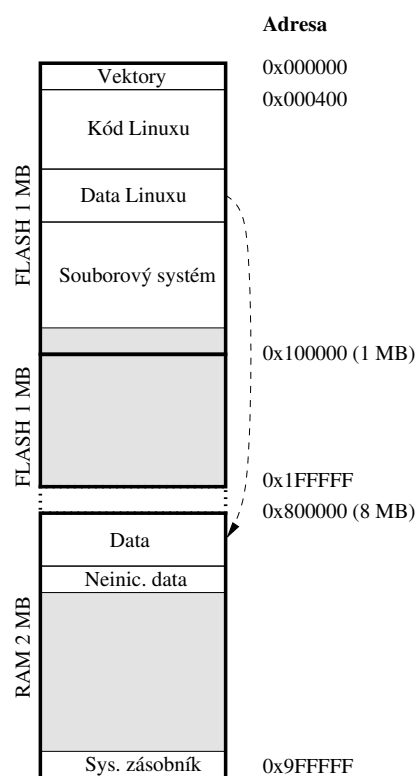 Adresa
Vektory
0x000000
0x000400
Kód Linuxu
Data Linuxu
Souborový systém
FLASH 1 MB
0x100000 (1 MB)
FLASH 1 MB
0x1FFFFF
0x800000 (8 MB)
Data
Neinic. data
RAM 2 MB
Sys. zásobník
0x9FFFFF